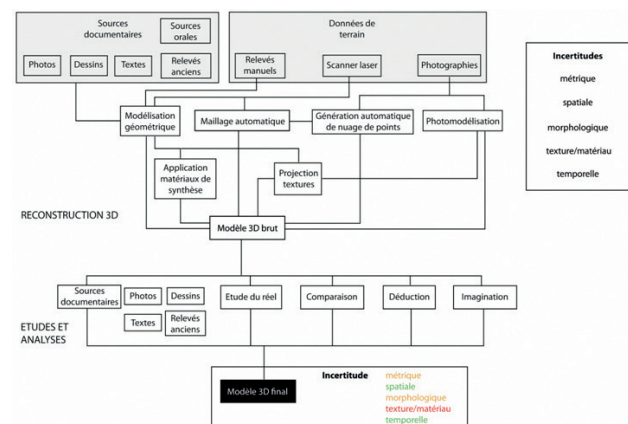 Sources
documentaires
Sources
orales
Photos
Dessins
Textes
Relevés
anciens
Données de
terrain
Relevés
manuels
Scanner laser
Photographies
Incertitudes
métrique
spatiale
morphologique
texture/matériau
temporelle
Modélisation
géométrique
Maillage automatique
Génération automatique
de nuage de points
Photomodélisation
Application
matériaux de
synthèse
Projection
textures
RECONSTRUCTION 3D
Modèle 3D brut
Sources
documentaires
Photos
Dessins
Textes
Relevés
anciens
Etude du réel
Comparaison
Déduction
Imagination
ETUDES ET
ANALYSES
Modèle 3D final
Incertitude
métrique
spatiale
morphologique
texture/matériau
temporelle